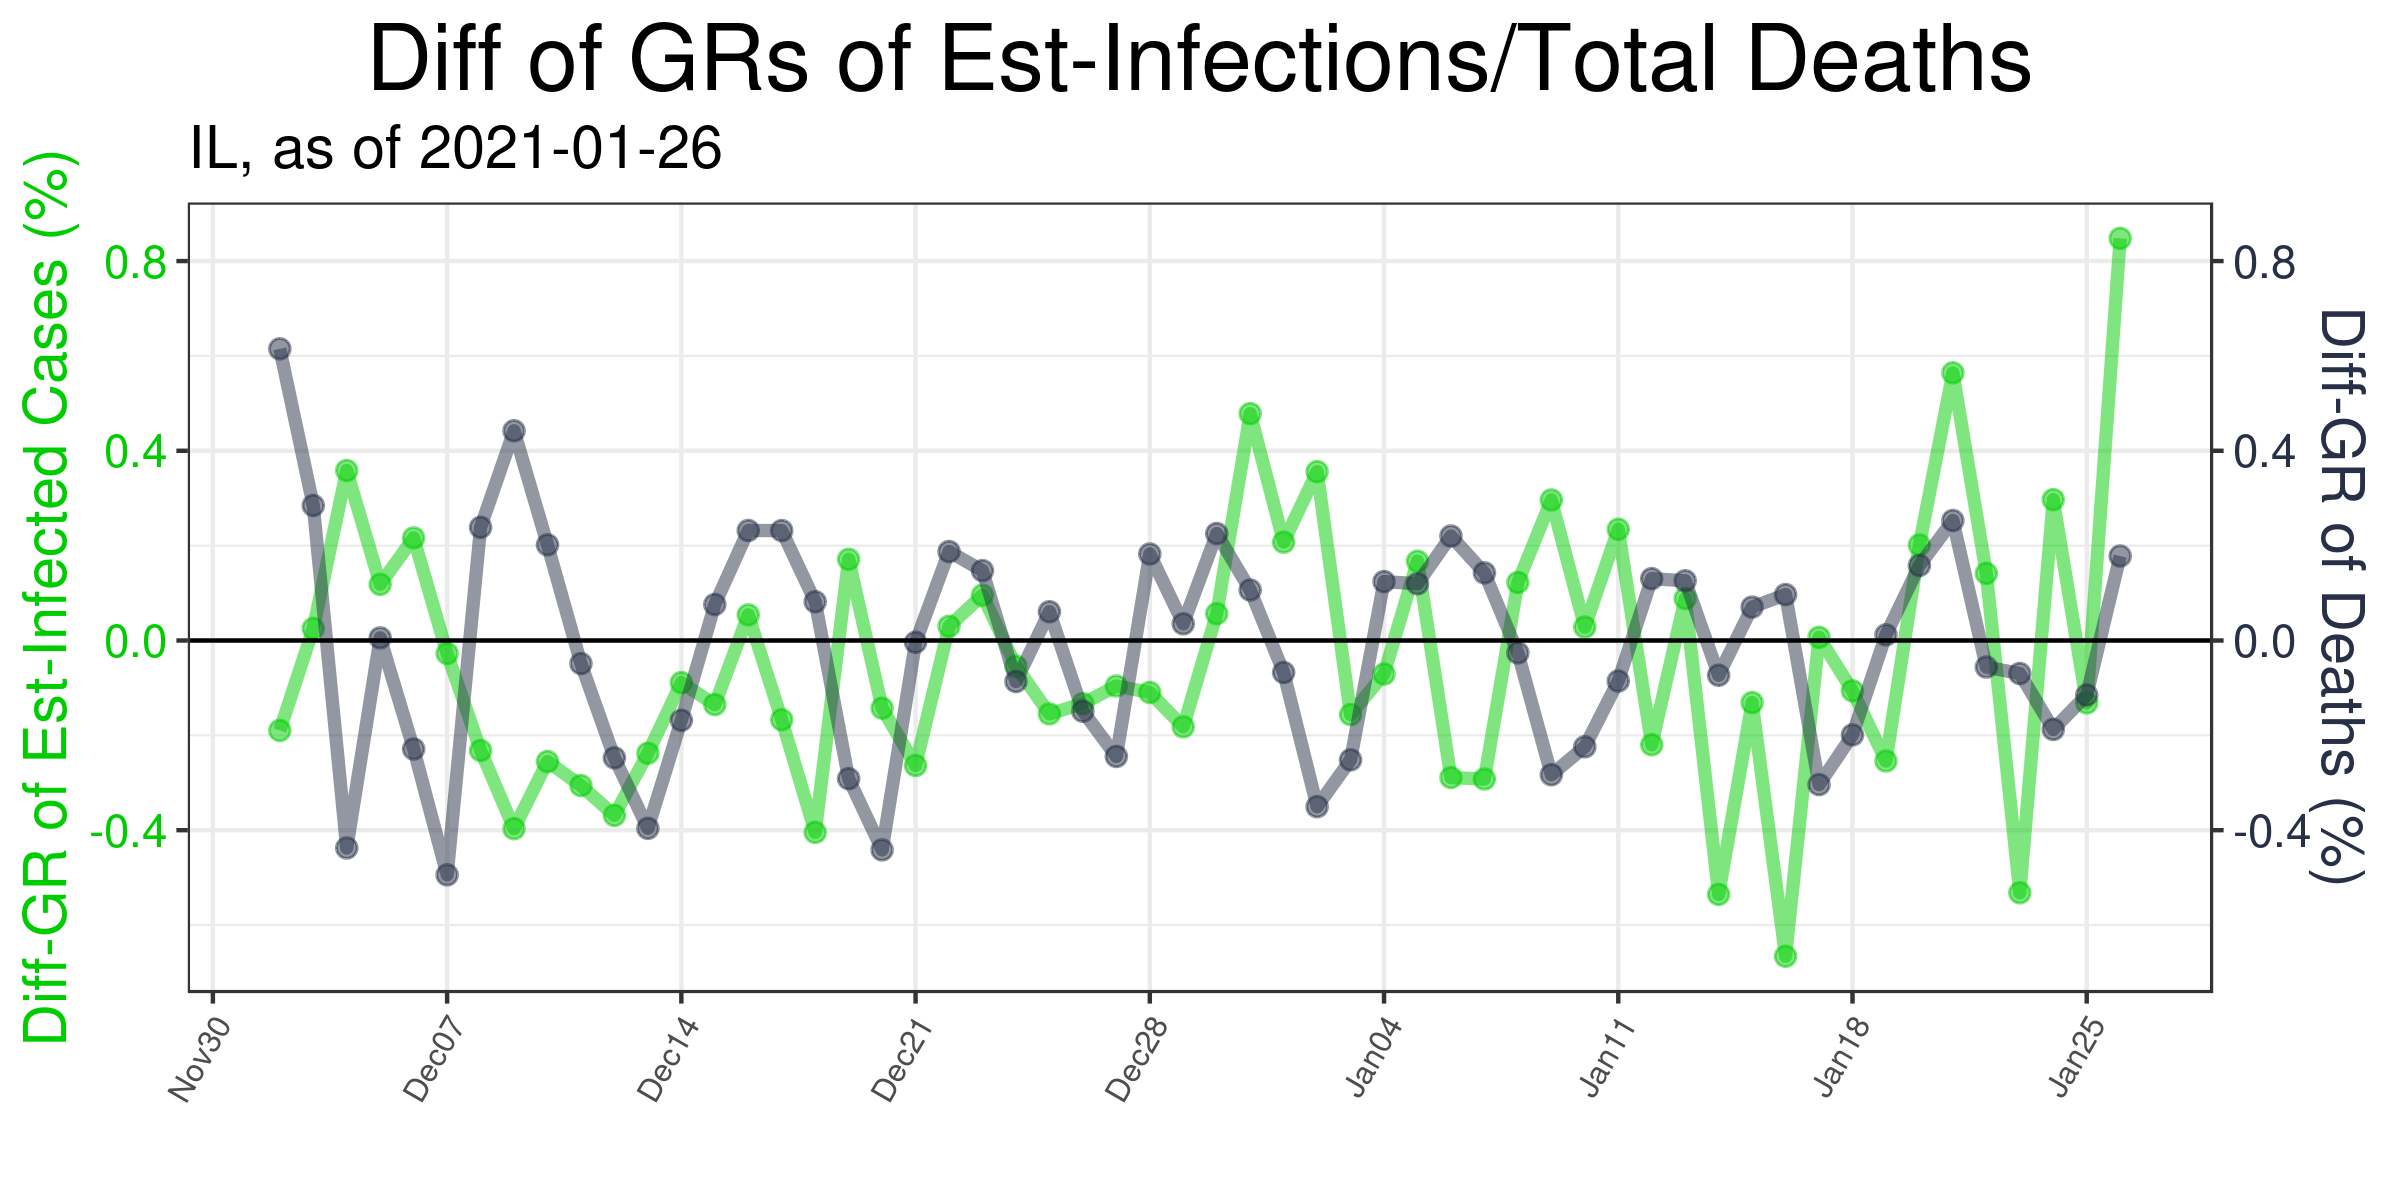 Diff of GRs of Est-Infections/Total Deaths
IL, as of 2021-01-26
Diff-GR of Est-Infected Cases (%)
0.8
0.4
0.0
-0.4
0.8
0.4
0.0
-0.4
Diff-GR of Deaths (%)
Nov30
Dec07
Dec14
Dec21
Dec28
Jan04
Jan11
Jan18
Jan25